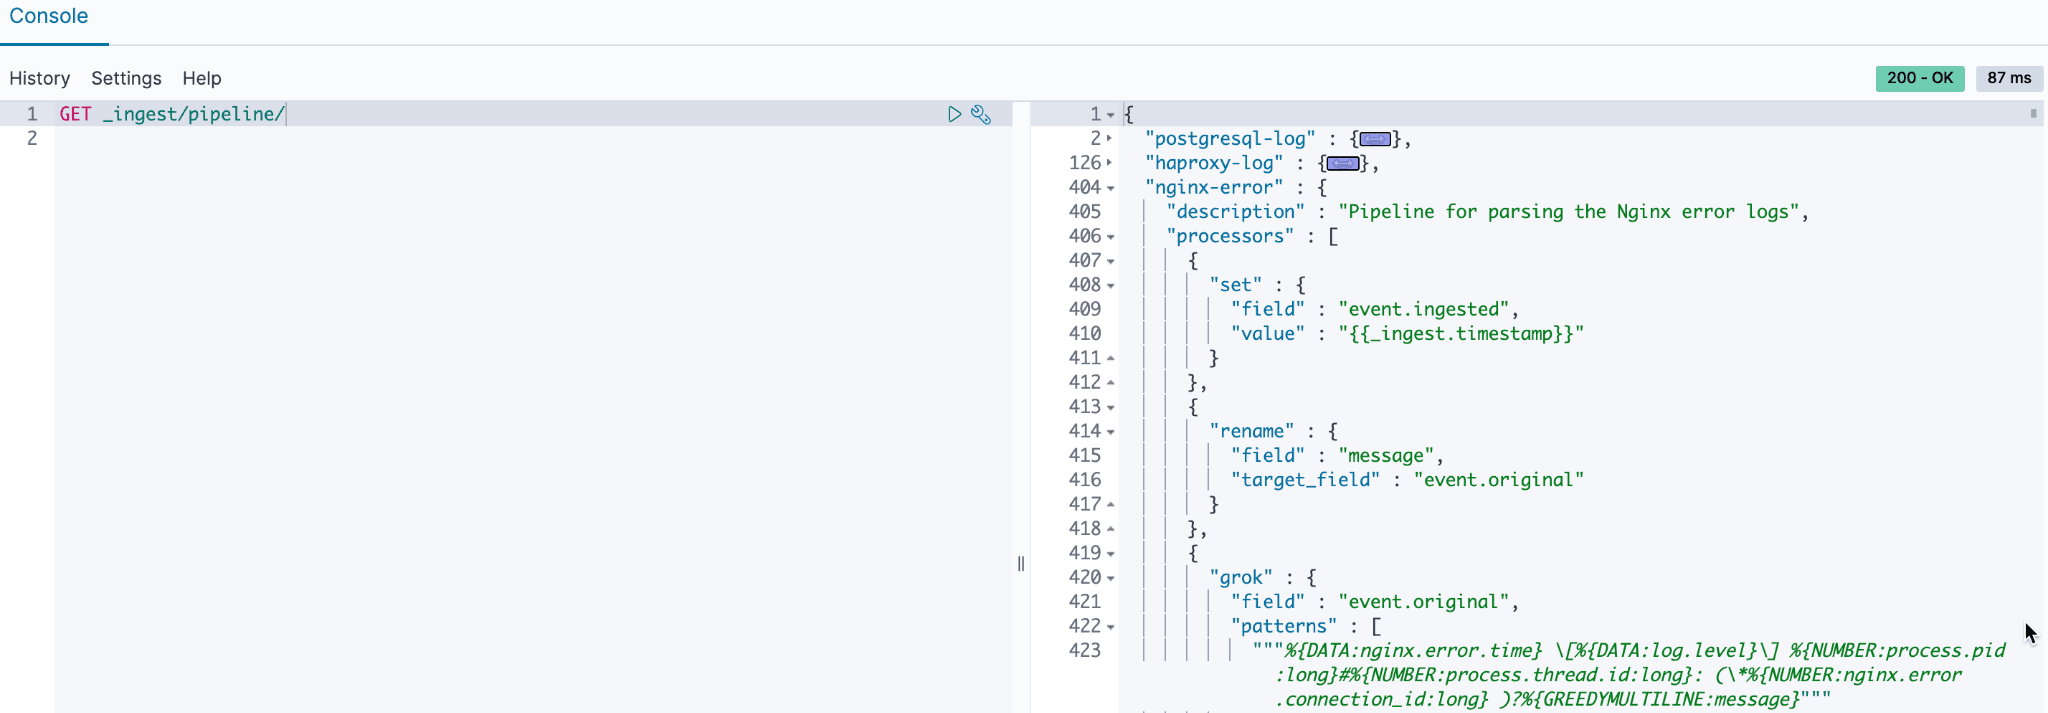 Console
History Settings Help
200 - OK 87 ms
1 GET _ingest/pipeline/
2
1 {
2 "postgresql-log" : {},
126 "haproxy-log" : {},
404 "nginx-error" : {
405 "description" : "Pipeline for parsing the Nginx error logs",
406 "processors" : [
407 {
408 "set" : {
409 "field" : "event.ingested",
410 "value" : "{{_ingest.timestamp}}"
411 }
412 },
413 {
414 "rename" : {
415 "field" : "message",
416 "target_field" : "event.original"
417 }
418 },
419 {
420 "grok" : {
421 "field" : "event.original",
422 "patterns" : [
423 """%{DATA:nginx.error.time} \[%{DATA:log.level}\] %{NUMBER:process.pid
:long}#%{NUMBER:process.thread.id:long}: (\*%{NUMBER:nginx.error
.connection_id:long} )?%{GREEDYMULTILINE:message}"""